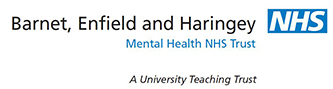 Barnet, Enfield and Haringey NHS
Mental Health NHS Trust
A University Teaching Trust